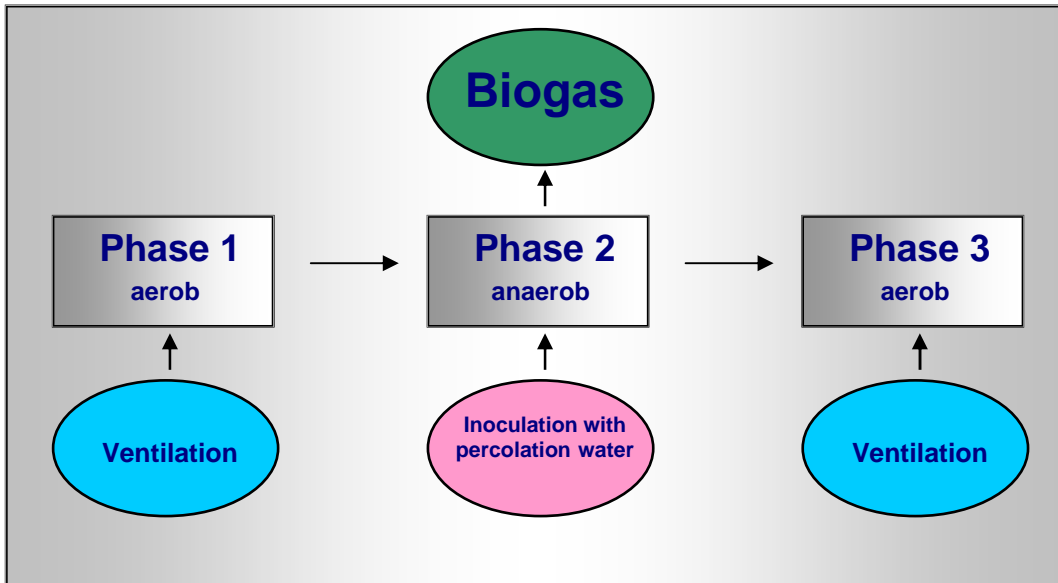 Biogas
Phase 1
aerob
Phase 2
anaerob
Phase 3
aerob
Ventilation
Inoculation with
percolation water
Ventilation